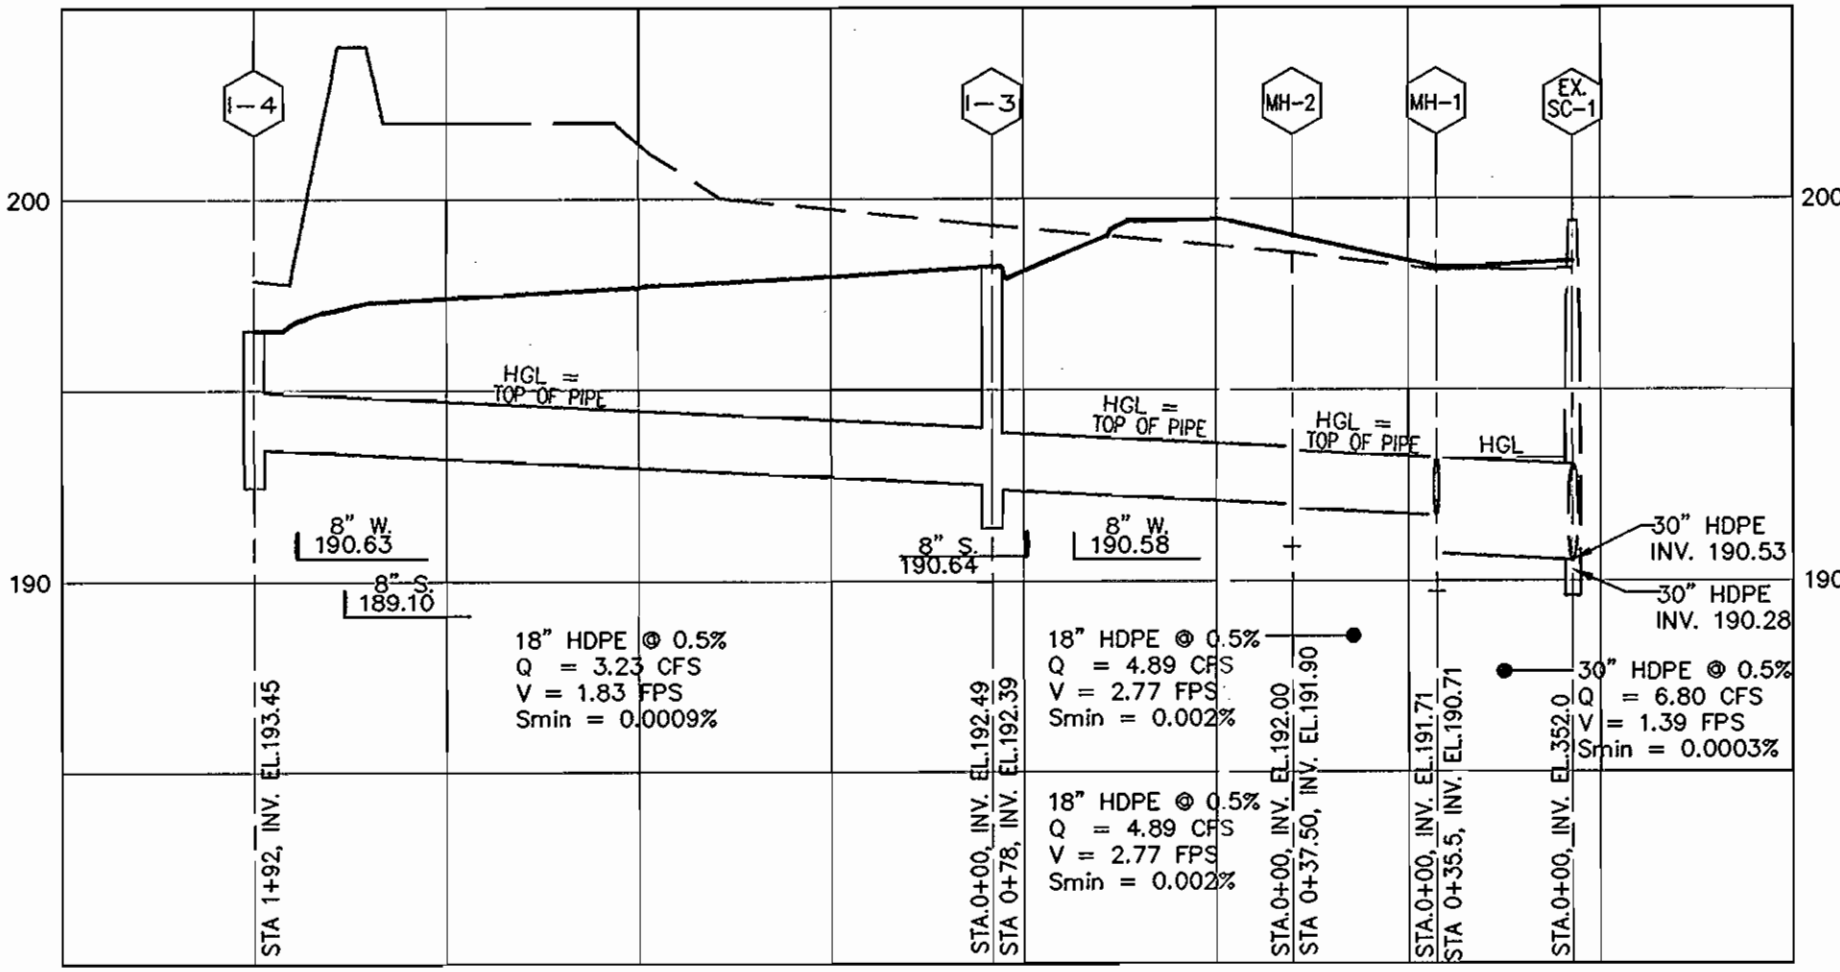 I-4
I-3
MH-2
MH-1
EX.
SC-1
200
200
HGL =
TOP OF PIPE
HGL =
TOP OF PIPE
HGL =
TOP OF PIPE
HGL
8" W.
190.63
8" S.
190.64
8" W.
190.58
30" HDPE
INV. 190.53
190
190
8" S.
189.10
30" HDPE
INV. 190.28
18" HDPE @ 0.5%
Q = 3.23 CFS
V = 1.83 FPS
Smin = 0.0009%
18" HDPE @ 0.5%
Q = 4.89 CFS
V = 2.77 FPS
Smin = 0.002%
30" HDPE @ 0.5%
Q = 6.80 CFS
V = 1.39 FPS
Smin = 0.0003%
18" HDPE @ 0.5%
Q = 4.89 CFS
V = 2.77 FPS
Smin = 0.002%
STA 1+92, INV. EL.193.45
STA.0+00, INV. EL.192.49
STA 0+78, INV. EL.192.39
STA.0+00, INV. EL.192.00
STA 0+37.50, INV. EL.191.90
STA.0+00, INV. EL.191.71
STA 0+35.5, INV. EL.190.71
STA.0+00, INV. EL.352.0